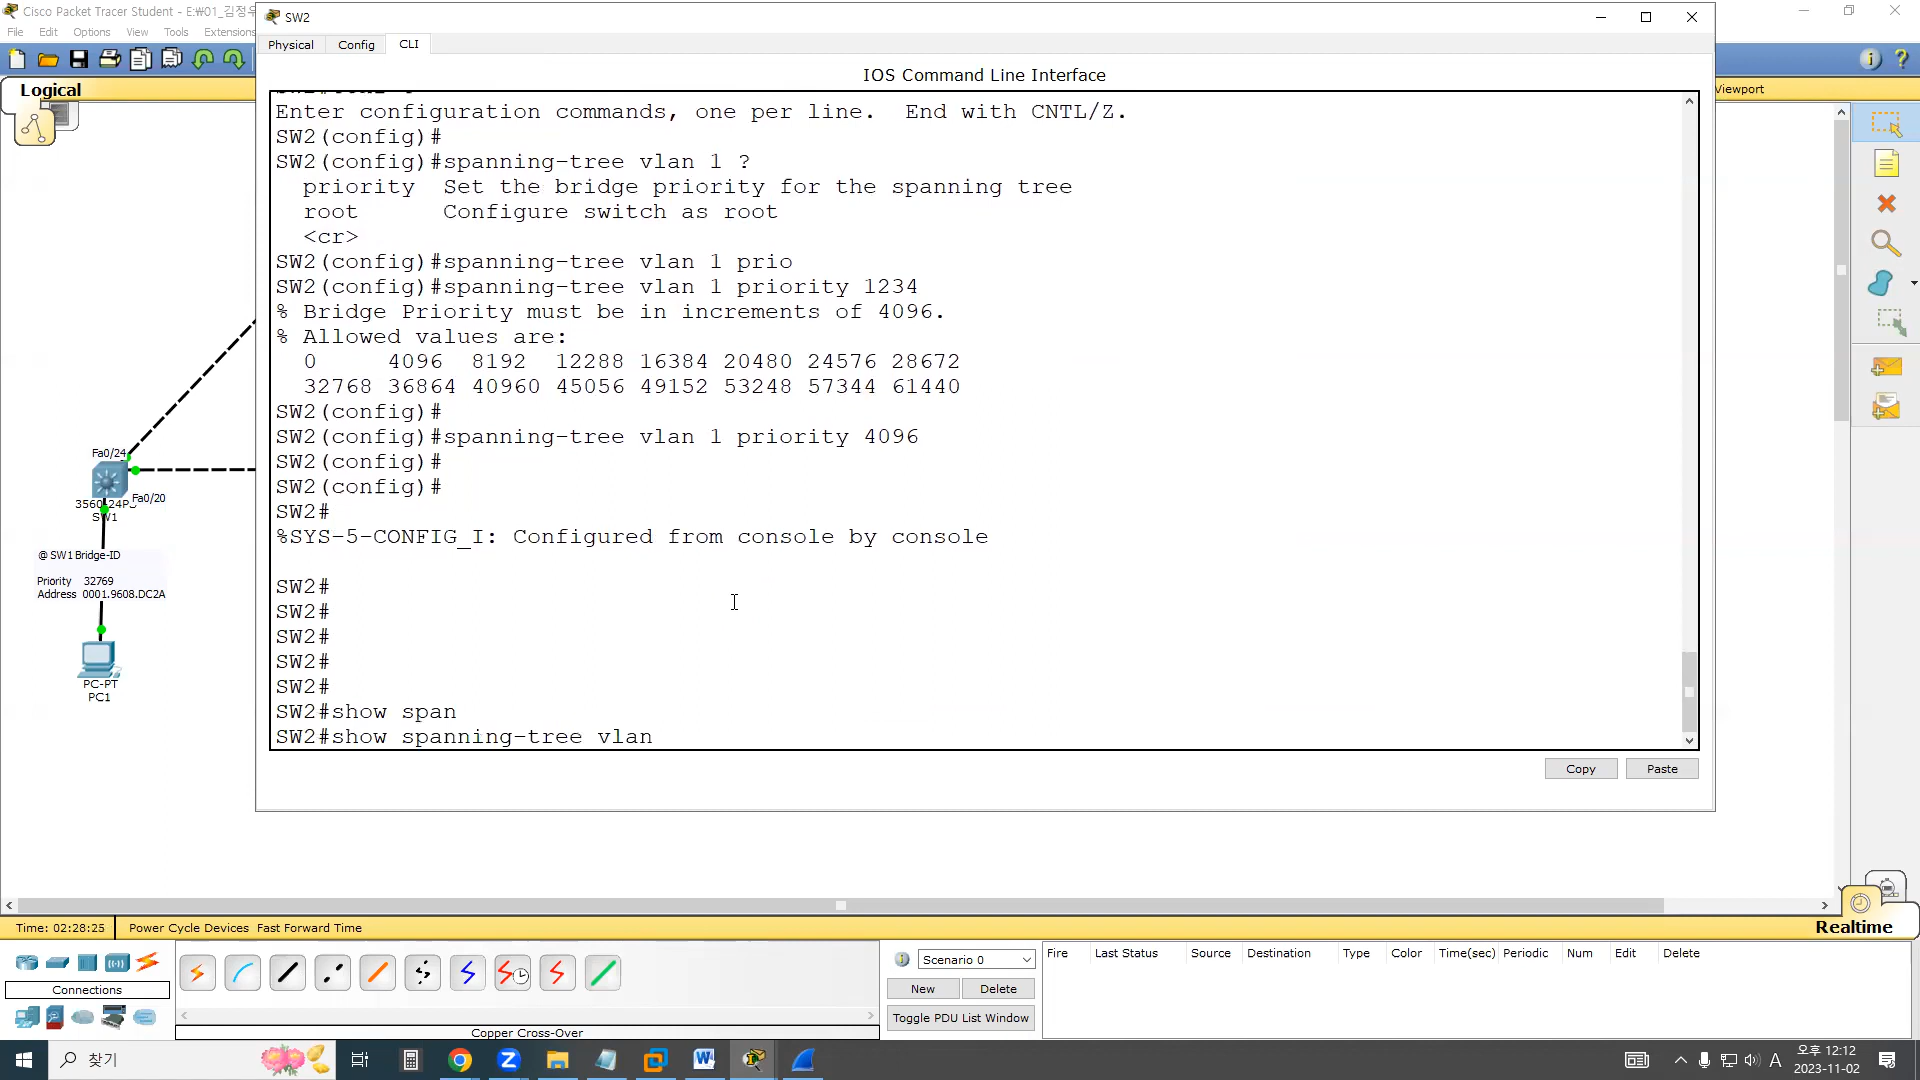 Cisco Packet Tracer Student - E:₩01_김정우
SW2
File Edit Options View Tools Extensions
Physical Config CLI
IOS Command Line Interface
Logical
Viewport
Enter configuration commands, one per line.  End with CNTL/Z.
SW2(config)#
SW2(config)#spanning-tree vlan 1 ?
priority  Set the bridge priority for the spanning tree
root      Configure switch as root
<cr>
SW2(config)#spanning-tree vlan 1 prio
SW2(config)#spanning-tree vlan 1 priority 1234
% Bridge Priority must be in increments of 4096.
% Allowed values are:
0     4096  8192  12288 16384 20480 24576 28672
32768 36864 40960 45056 49152 53248 57344 61440
SW2(config)#
SW2(config)#spanning-tree vlan 1 priority 4096
SW2(config)#
SW2(config)#
SW2#
%SYS-5-CONFIG_I: Configured from console by console
SW2#
SW2#
SW2#
SW2#
SW2#
SW2#show span
SW2#show spanning-tree vlan
Copy Paste
Fa0/24
Fa0/20
SW1
@ SW1 Bridge-ID
Priority 32769
Address 0001.9608.DC2A
PC-PT
PC1
Time: 02:28:25 Power Cycle Devices Fast Forward Time
Realtime
Connections
Copper Cross-Over
Scenario 0
New Delete
Toggle PDU List Window
Fire Last Status Source Destination Type Color Time(sec) Periodic Num Edit Delete
찾기
A
오후 12:12
2023-11-02